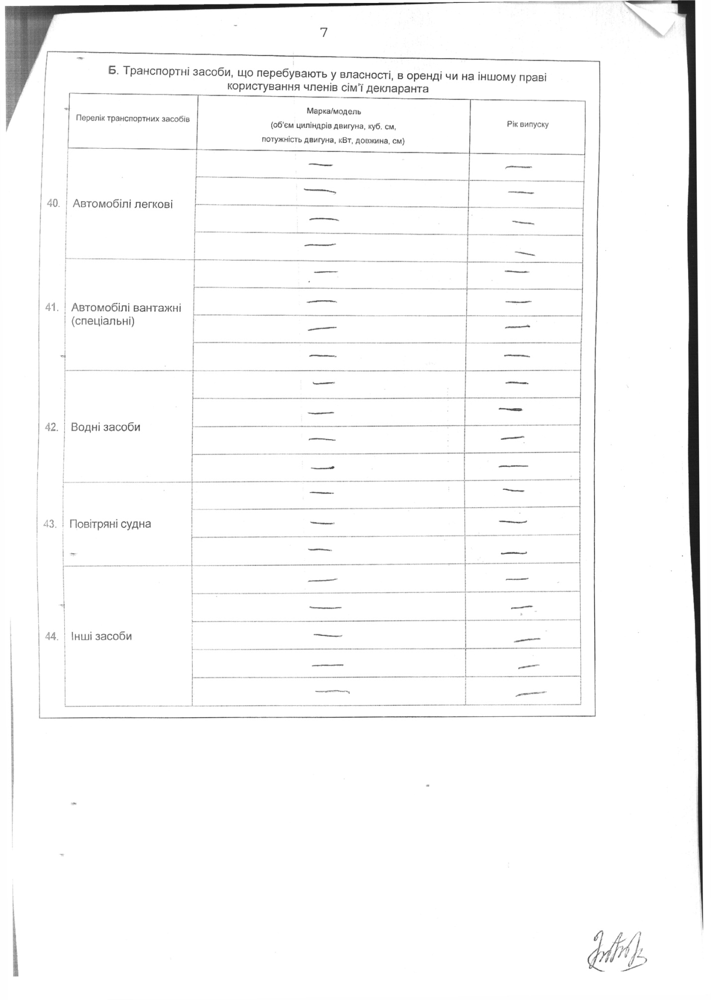 7
Б. Транспортні засоби, що перебувають у власності, в оренді чи на іншому праві
користування членів сім'ї декларанта
Перелік транспортних засобів
Марка/модель
(об'єм циліндрів двигуна, куб. см,
потужність двигуна, кВт, довжина, см)
Рік випуску
40. Автомобілі легкові
— —
— —
— —
— —
41. Автомобілі вантажні
(спеціальні)
— —
— —
— —
— —
42. Водні засоби
— —
— —
— —
— —
43. Повітряні судна
— —
— —
— —
44. Інші засоби
— —
— —
— —
— —
— —